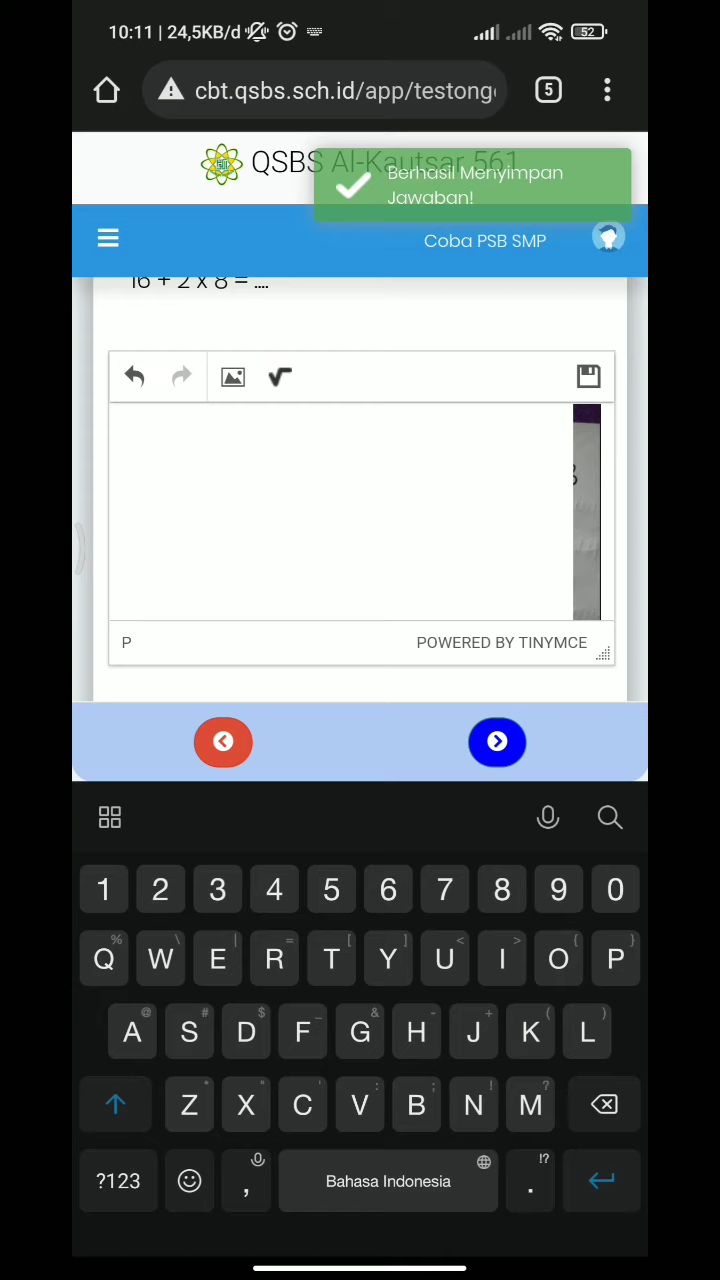 10:11 | 24,5KB/d
52
cbt.qsbs.sch.id/app/testong
5
QSBS Al-Kautsar 561
Berhasil Menyimpan
Jawaban!
Coba PSB SMP
16 + 2 x 8 = ....
P
POWERED BY TINYMCE
1 2 3 4 5 6 7 8 9 0
% \ | = [ ] < > { }
Q W E R T Y U I O P
@ # $ _ & - + ( )
A S D F G H J K L
* " ' : ; ! ?
Z X C V B N M
!?
?123 , Bahasa Indonesia .